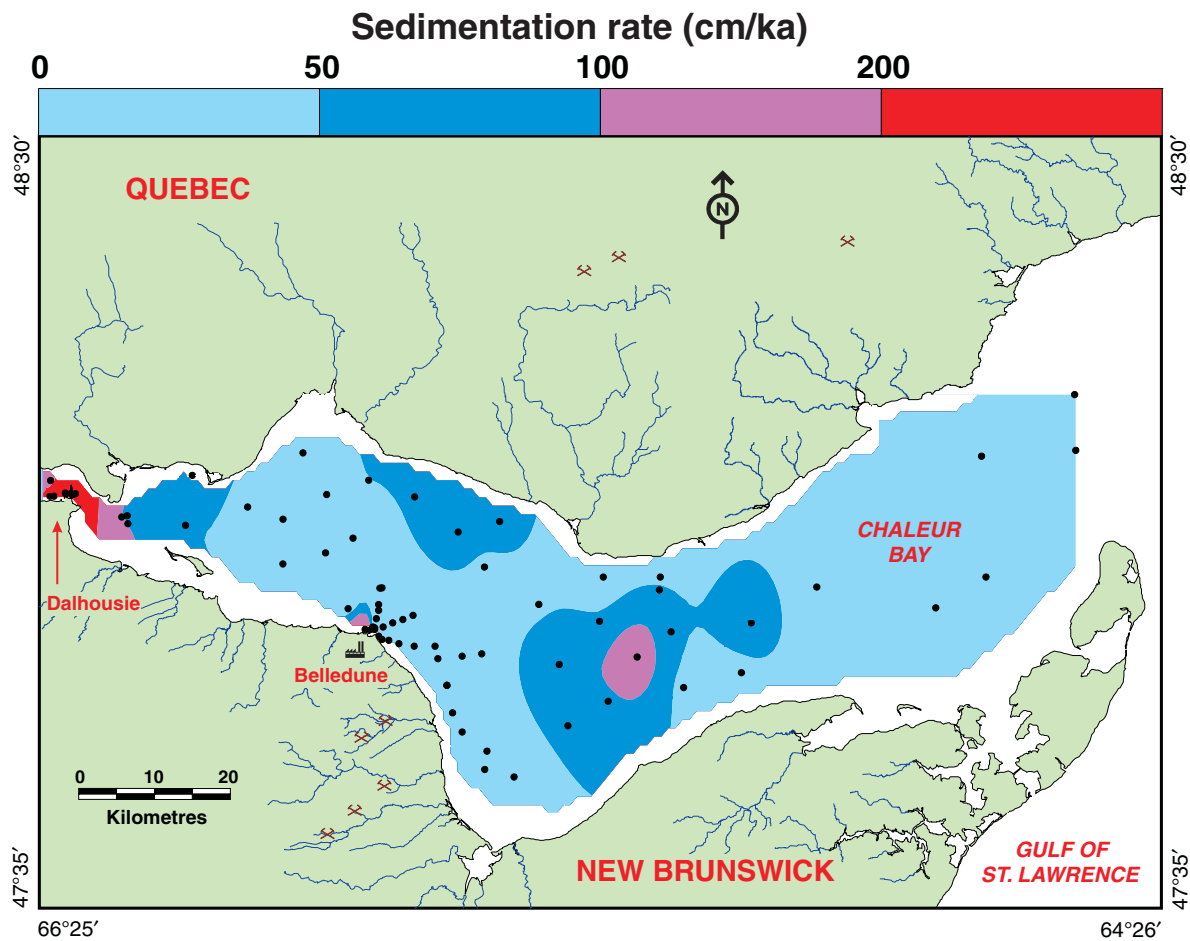 Sedimentation rate (cm/ka)
0 50 100 200
48°30′
48°30′
QUEBEC
N
CHALEUR
BAY
Dalhousie
Belledune
0 10 20
Kilometres
NEW BRUNSWICK
GULF OF
ST. LAWRENCE
47°35′
47°35′
66°25′
64°26′